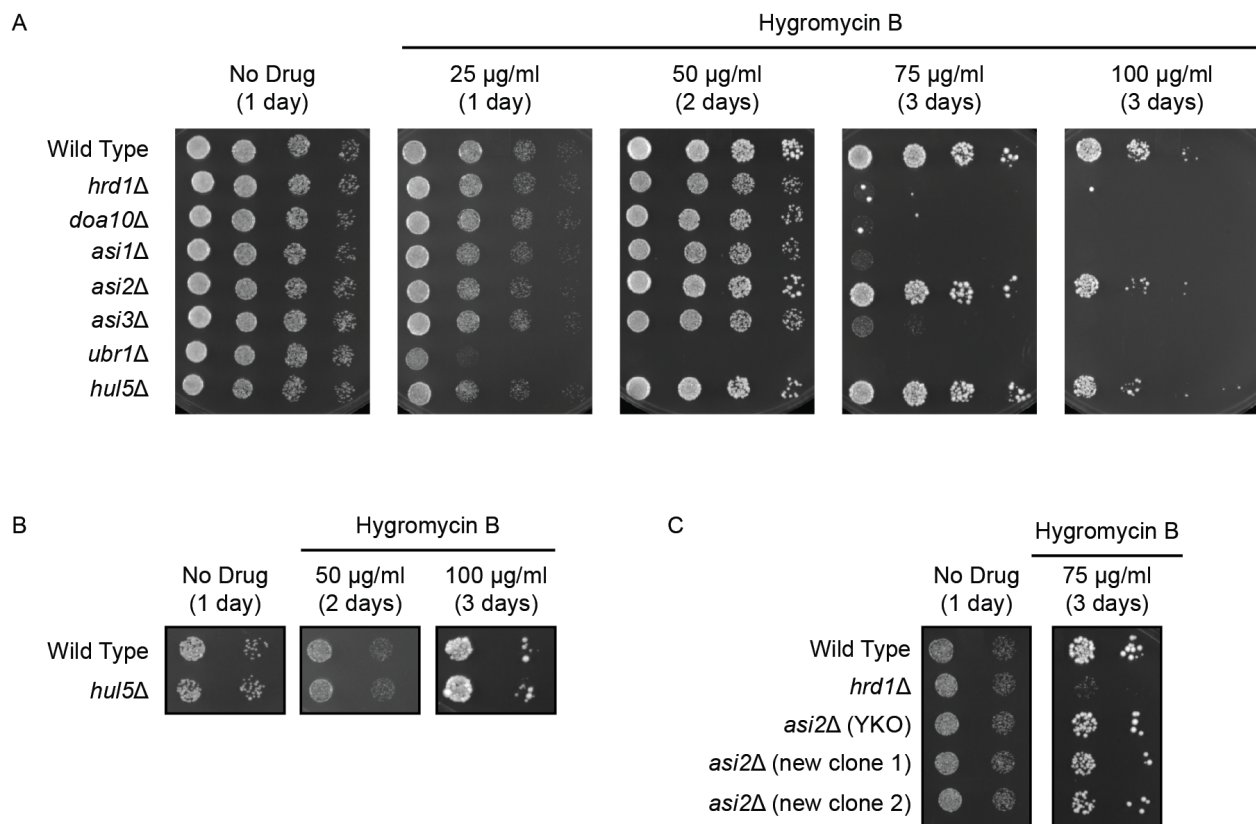 A
Hygromycin B
No Drug
(1 day)
25 µg/ml
(1 day)
50 µg/ml
(2 days)
75 µg/ml
(3 days)
100 µg/ml
(3 days)
Wild Type
hrd1Δ
doa10Δ
asi1Δ
asi2Δ
asi3Δ
ubr1Δ
hul5Δ
B
Hygromycin B
No Drug
(1 day)
50 µg/ml
(2 days)
100 µg/ml
(3 days)
Wild Type
hul5Δ
C
Hygromycin B
No Drug
(1 day)
75 µg/ml
(3 days)
Wild Type
hrd1Δ
asi2Δ (YKO)
asi2Δ (new clone 1)
asi2Δ (new clone 2)